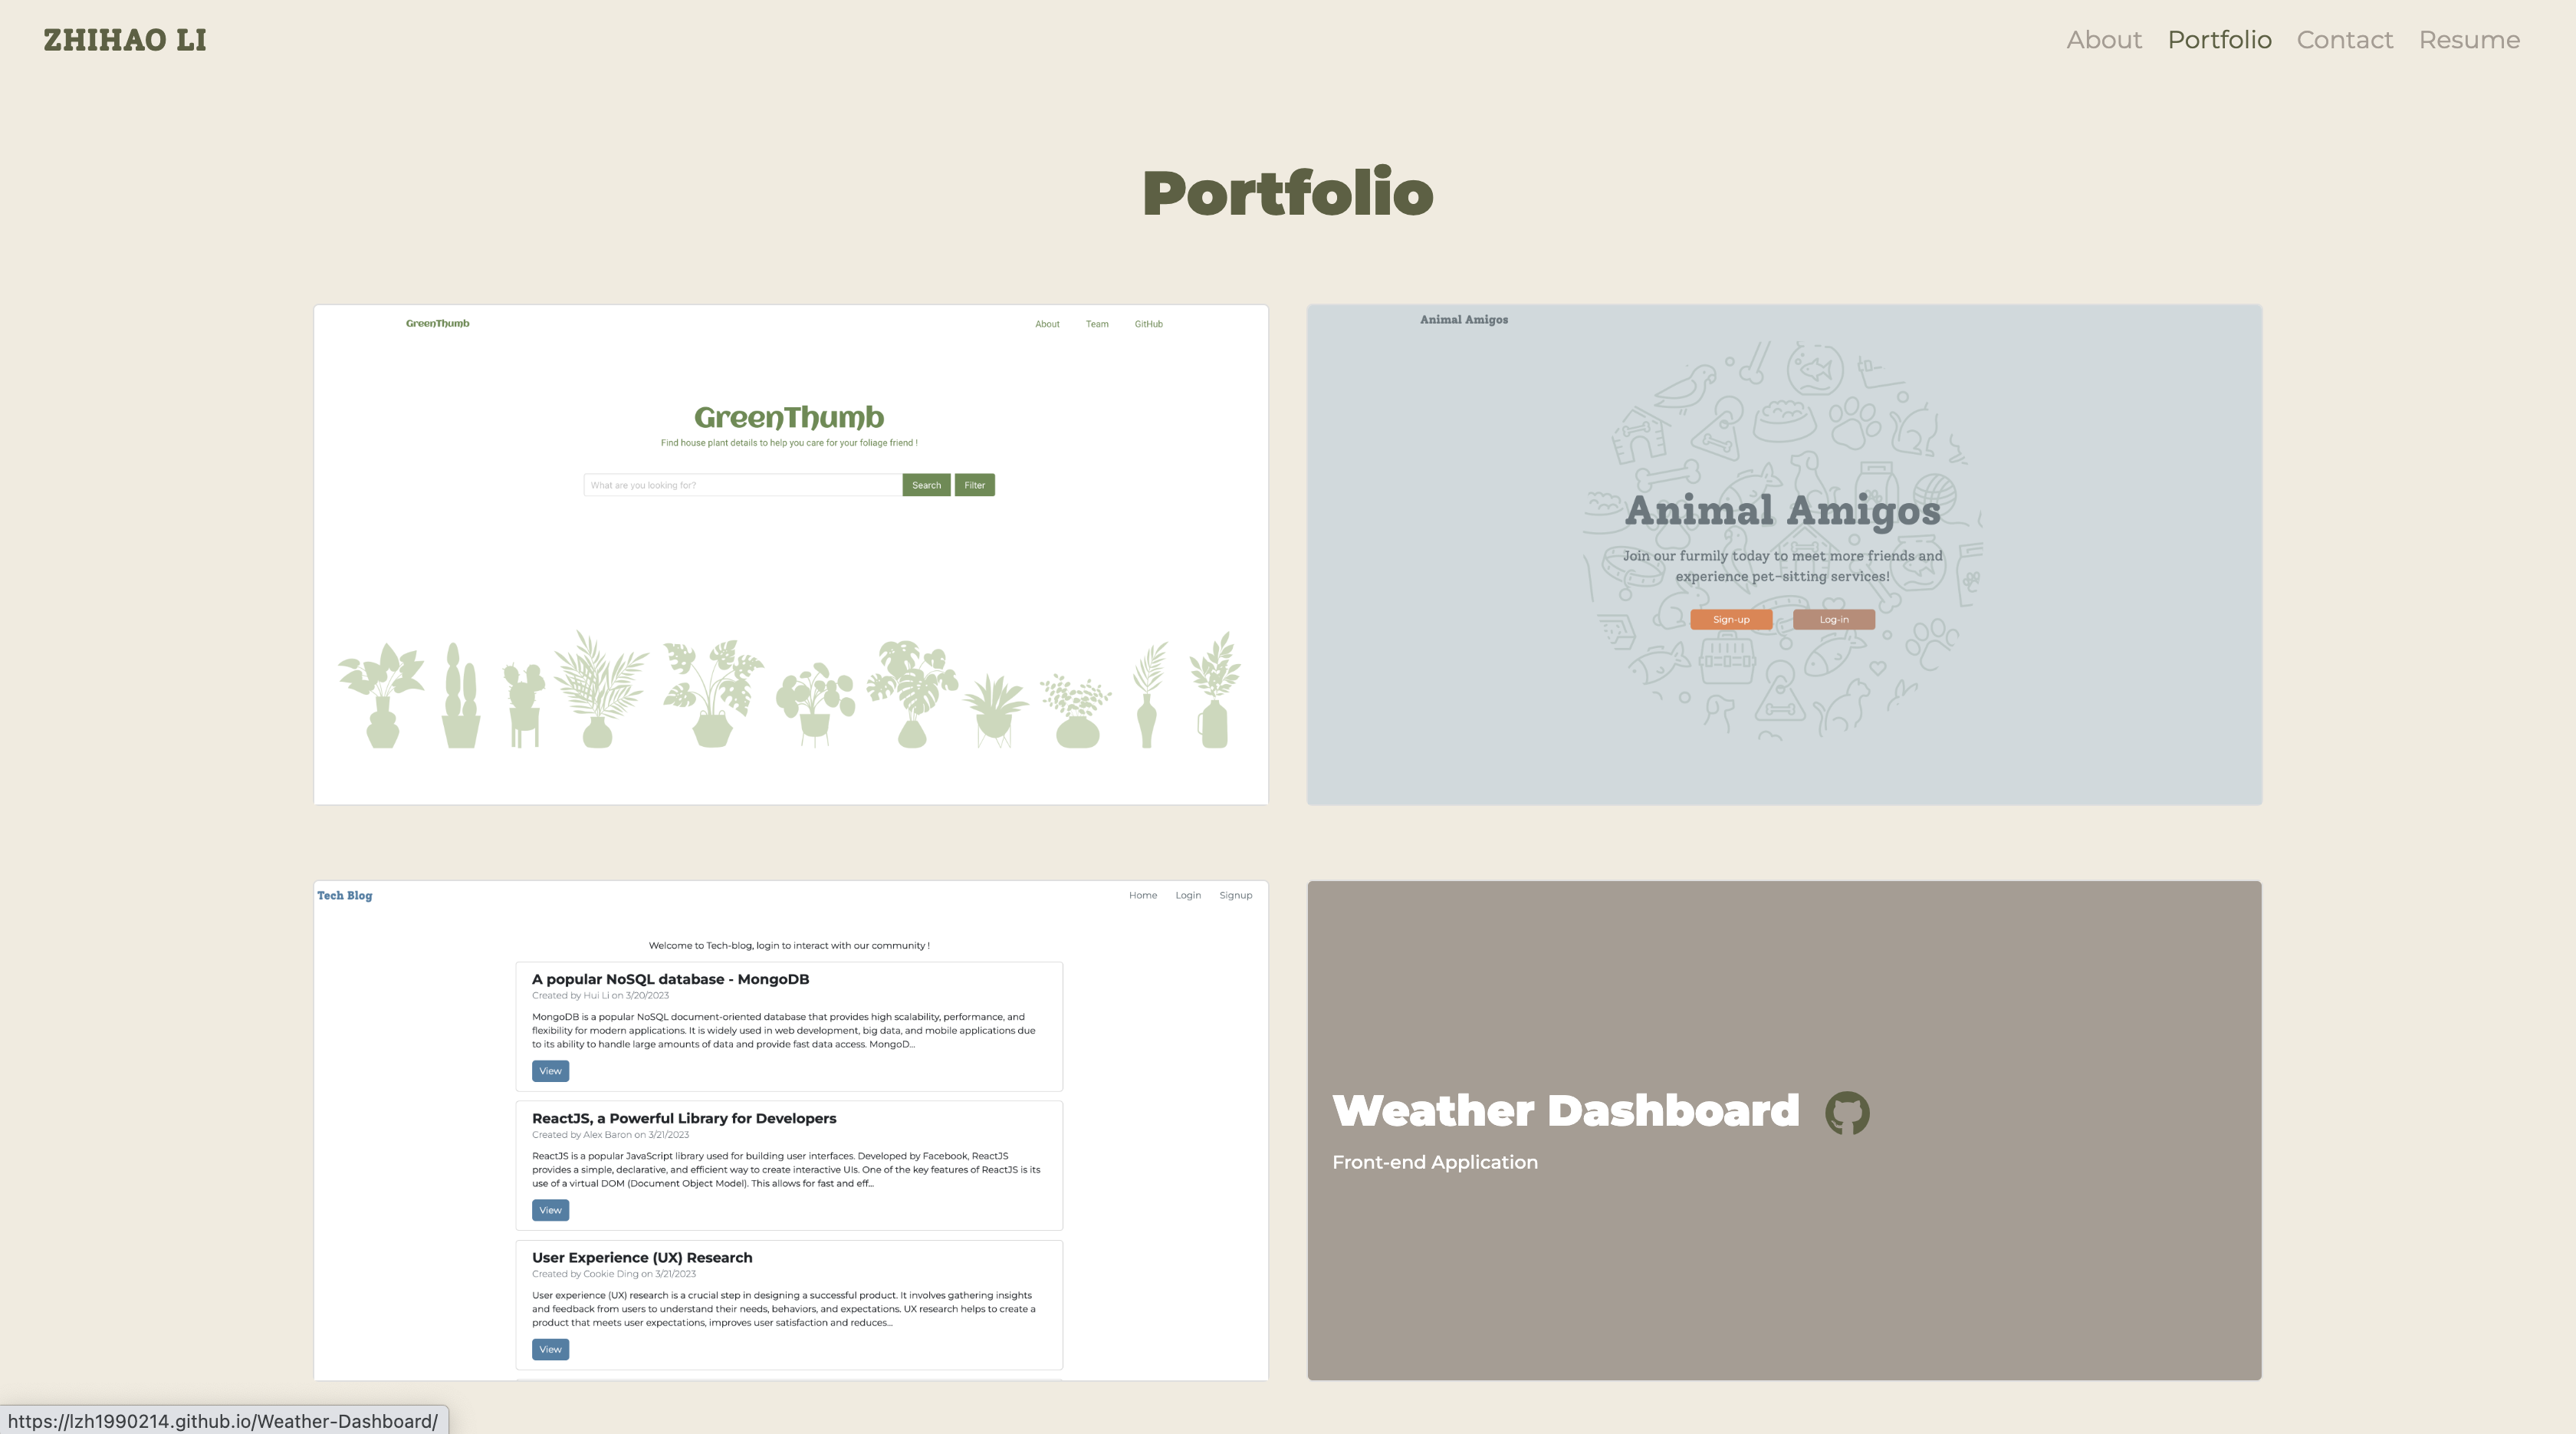 ZHIHAO LI
About Portfolio Contact Resume
Portfolio
GreenThumb
About Team GitHub
GreenThumb
Find house plant details to help you care for your foliage friend !
What are you looking for?
Search Filter
Animal Amigos
Animal Amigos
Join our furmily today to meet more friends and
experience pet-sitting services!
Sign-up Log-in
Tech Blog
Home Login Signup
Welcome to Tech-blog, login to interact with our community !
A popular NoSQL database - MongoDB
Created by Hui Li on 3/20/2023
MongoDB is a popular NoSQL document-oriented database that provides high scalability, performance, and
flexibility for modern applications. It is widely used in web development, big data, and mobile applications due
to its ability to handle large amounts of data and provide fast data access. MongoD...
View
ReactJS, a Powerful Library for Developers
Created by Alex Baron on 3/21/2023
ReactJS is a popular JavaScript library used for building user interfaces. Developed by Facebook, ReactJS
provides a simple, declarative, and efficient way to create interactive UIs. One of the key features of ReactJS is its
use of a virtual DOM (Document Object Model). This allows for fast and eff...
View
User Experience (UX) Research
Created by Cookie Ding on 3/21/2023
User experience (UX) research is a crucial step in designing a successful product. It involves gathering insights
and feedback from users to understand their needs, behaviors, and expectations. UX research helps to create a
product that meets user expectations, improves user satisfaction and reduces...
View
Weather Dashboard
Front-end Application
https://lzh1990214.github.io/Weather-Dashboard/